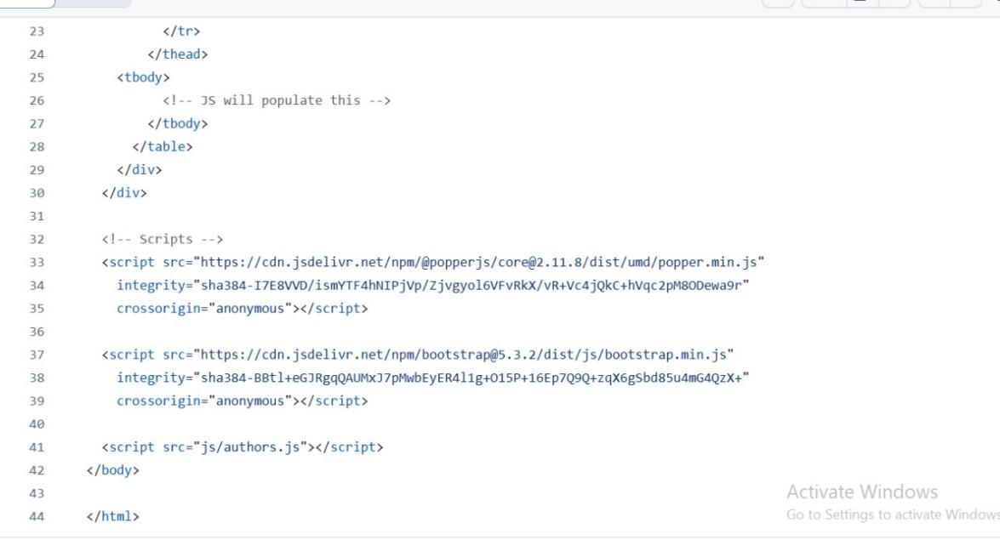 23 </tr>
24 </thead>
25 <tbody>
26 <!-- JS will populate this -->
27 </tbody>
28 </table>
29 </div>
30 </div>
31
32 <!-- Scripts -->
33 <script src="https://cdn.jsdelivr.net/npm/@popperjs/core@2.11.8/dist/umd/popper.min.js"
34 integrity="sha384-I7E8VVD/ismYTF4hNIPjVp/Zjvgyol6VFvRkX/vR+Vc4jQkC+hVqc2pM8ODewa9r"
35 crossorigin="anonymous"></script>
36
37 <script src="https://cdn.jsdelivr.net/npm/bootstrap@5.3.2/dist/js/bootstrap.min.js"
38 integrity="sha384-BBtl+eGJRgqQAUMxJ7pMwbEyER4l1g+O15P+16Ep7Q9Q+zqX6gSbd85u4mG4QzX+"
39 crossorigin="anonymous"></script>
40
41 <script src="js/authors.js"></script>
42 </body>
43
44 </html>
Activate Windows
Go to Settings to activate Windows